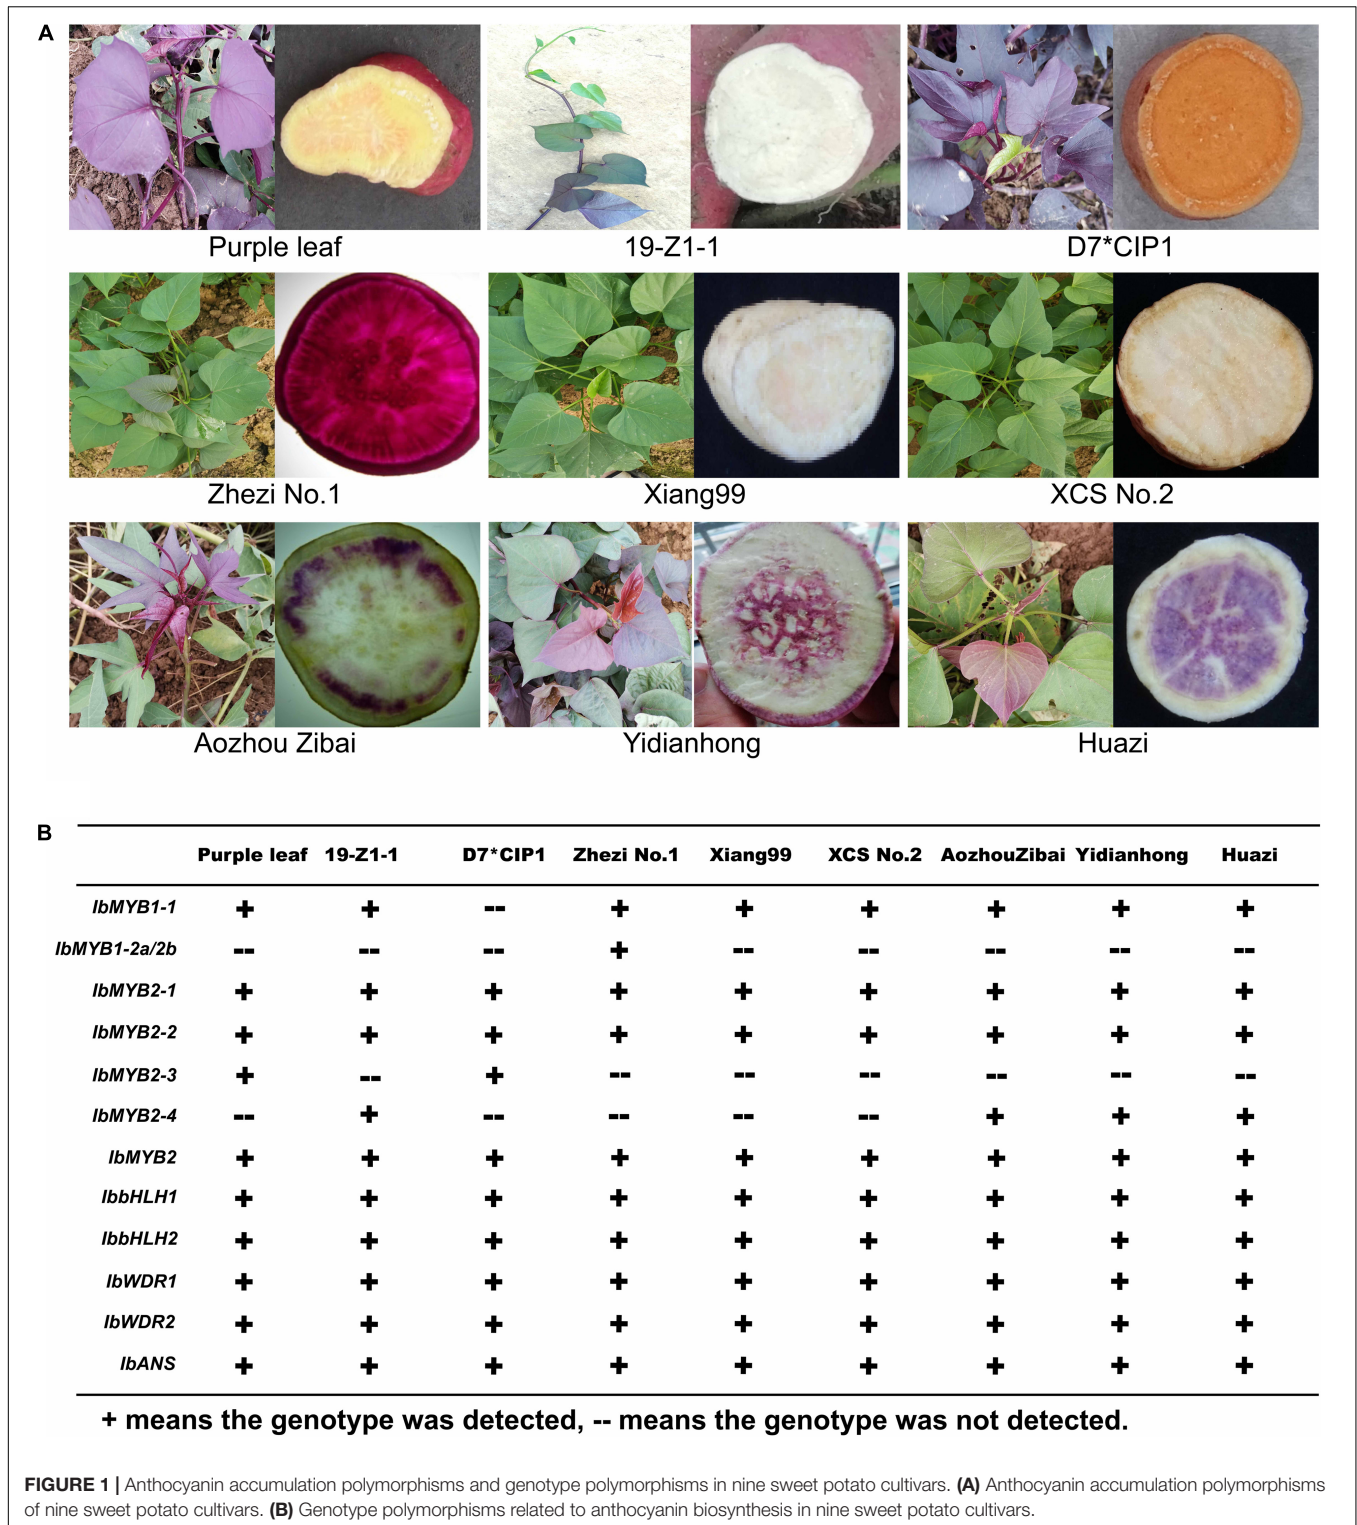 A
Purple leaf 19-Z1-1 D7*CIP1
Zhezi No.1 Xiang99 XCS No.2
Aozhou Zibai Yidianhong Huazi
B
Purple leaf 19-Z1-1 D7*CIP1 Zhezi No.1 Xiang99 XCS No.2 AozhouZibai Yidianhong Huazi
IbMYB1-1 + + -- + + + + + +
IbMYB1-2a/2b -- -- -- + -- -- -- -- --
IbMYB2-1 + + + + + + + + +
IbMYB2-2 + + + + + + + + +
IbMYB2-3 + -- + -- -- -- -- -- --
IbMYB2-4 -- + -- -- -- -- + + +
IbMYB2 + + + + + + + + +
IbbHLH1 + + + + + + + + +
IbbHLH2 + + + + + + + + +
IbWDR1 + + + + + + + + +
IbWDR2 + + + + + + + + +
IbANS + + + + + + + + +
+ means the genotype was detected, -- means the genotype was not detected.
FIGURE 1 | Anthocyanin accumulation polymorphisms and genotype polymorphisms in nine sweet potato cultivars. (A) Anthocyanin accumulation polymorphisms
of nine sweet potato cultivars. (B) Genotype polymorphisms related to anthocyanin biosynthesis in nine sweet potato cultivars.